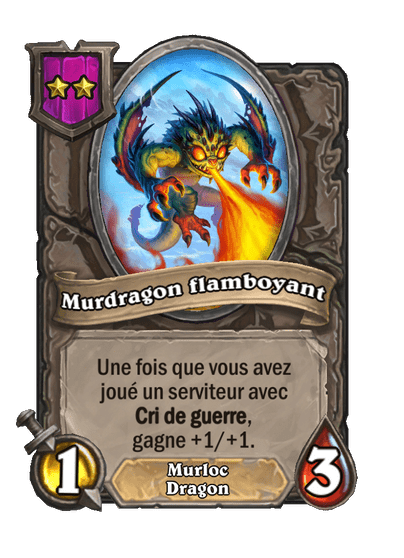 Murdragon flamboyant
Une fois que vous avez
joué un serviteur avec
Cri de guerre,
gagne +1/+1.
1
Murloc
Dragon
3